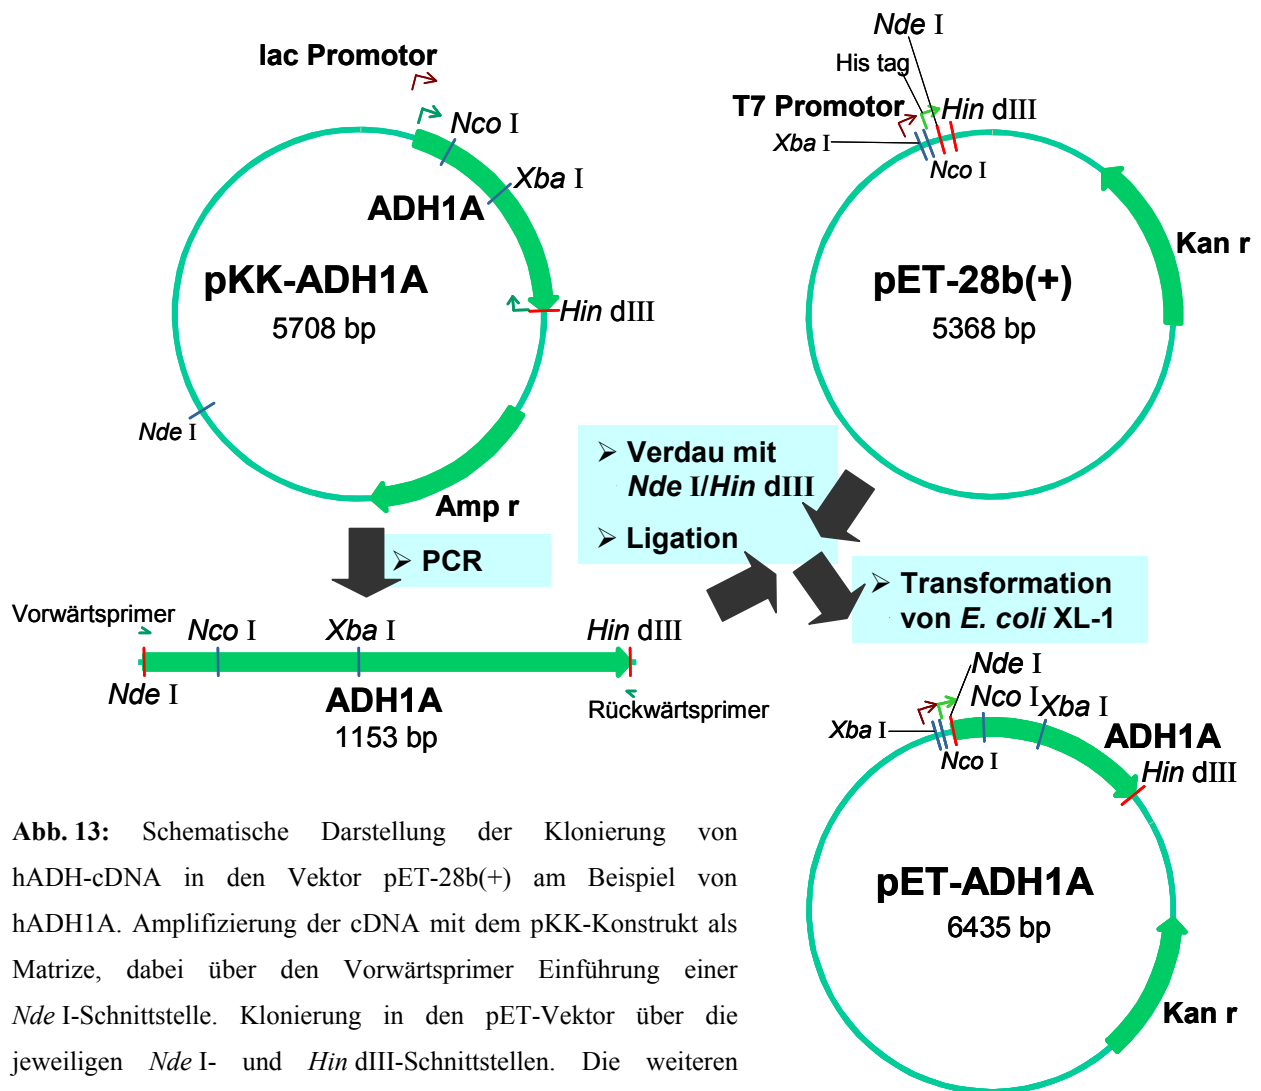 lac Promotor
Nco I
Xba I
ADH1A
pKK-ADH1A
5708 bp
Hin dIII
Nde I
Amp r
Nde I
His tag
T7 Promotor
Hin dIII
Xba I
Nco I
Kan r
pET-28b(+)
5368 bp
➢ Verdau mit
Nde I/Hin dIII
➢ Ligation
➢ PCR
➢ Transformation
von E. coli XL-1
Vorwärtsprimer
Nco I
Xba I
Hin dIII
Nde I
ADH1A
1153 bp
Rückwärtsprimer
Nde I
Nco I
Xba I
Xba I
Nco I
ADH1A
Hin dIII
pET-ADH1A
6435 bp
Kan r
Abb. 13: Schematische Darstellung der Klonierung von
hADH-cDNA in den Vektor pET-28b(+) am Beispiel von
hADH1A. Amplifizierung der cDNA mit dem pKK-Konstrukt als
Matrize, dabei über den Vorwärtsprimer Einführung einer
Nde I-Schnittstelle. Klonierung in den pET-Vektor über die
jeweiligen Nde I- und Hin dIII-Schnittstellen. Die weiteren